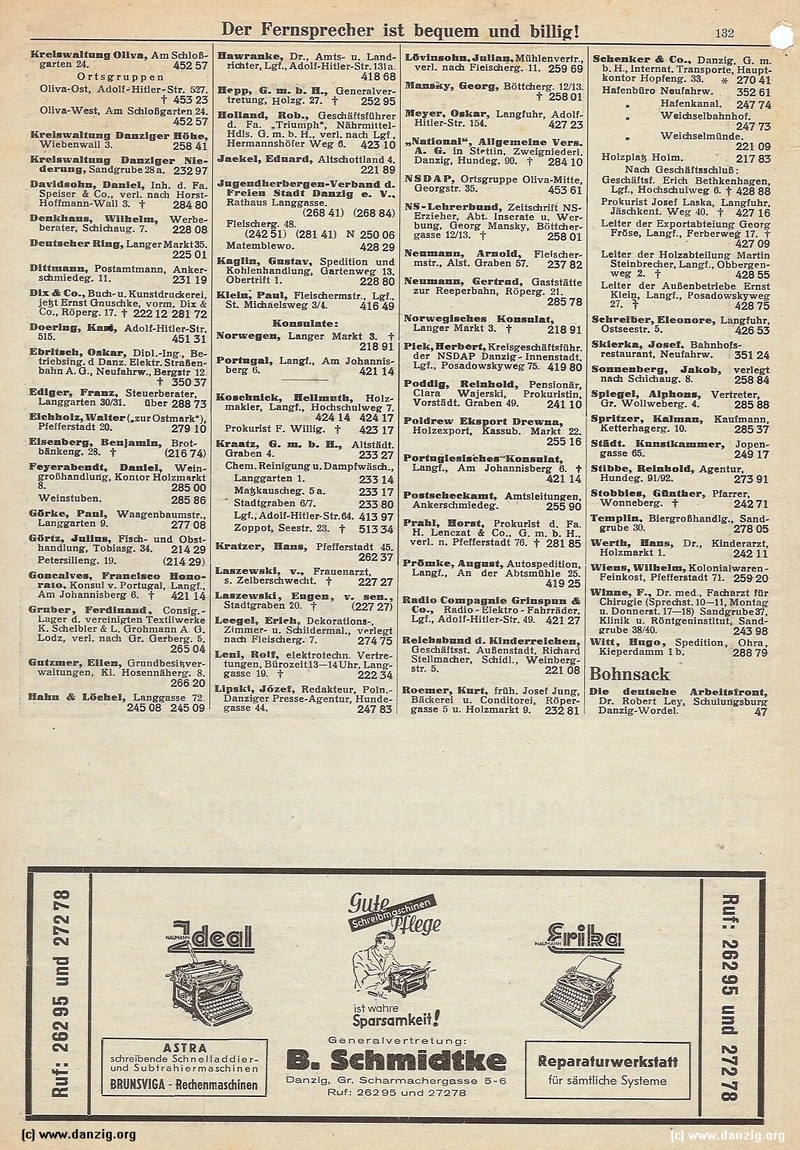 Der Fernsprecher ist bequem und billig!
132
Kreiswaltung Oliva, Am Schloß-
garten 24. 452 57
Ortsgruppen
Oliva-Ost, Adolf-Hitler-Str. 527.
† 453 23
Oliva-West, Am Schloßgarten 24.
452 57
Kreiswaltung Danziger Höhe,
Wiebenwall 3. 258 41
Kreiswaltung Danziger Nie-
derung, Sandgrube 28 a. 232 97
Davidsohn, Daniel, Inh. d. Fa.
Speiser & Co., verl. nach Horst-
Hoffmann-Wall 3. † 284 80
Denkhaus, Wilhelm, Werbe-
berater, Schichaug. 7. 228 08
Deutscher Ring, Langer Markt 35.
225 01
Dittmann, Postamtmann, Anker-
schmiedeg. 11. 231 19
Dix & Co., Buch- u. Kunstdruckerei,
jetzt Ernst Gnuschke, vorm. Dix &
Co., Röperg. 17. † 222 12 281 72
Doering, Karl, Adolf-Hitler-Str.
515. 451 31
Ebritsch, Oskar, Dipl.-Ing., Be-
triebsing. d. Danz. Elektr. Straßen-
bahn A. G., Neufahrw., Bergstr 12.
† 350 37
Ediger, Franz, Steuerberater,
Langgarten 30/31. über 288 73
Eichholz, Walter („zur Ostmark"),
Pfefferstadt 20. 279 10
Eisenberg, Benjamin, Brot-
bänkeng. 28. † (216 74)
Feyerabendt, Daniel, Wein-
großhandlung, Kontor Holzmarkt
8. 285 00
Weinstuben. 285 86
Görke, Paul, Waagenbaumstr.,
Langgarten 9. 277 08
Görtz, Julius, Fisch- und Obst-
handlung, Tobiasg. 34. 214 29
Petersilieng. 19. (214 29)
Goncalves, Francisco Hono-
rato, Konsul v. Portugal, Langf.,
Am Johannisberg 6. † 421 14
Gruber, Ferdinand, Consig.-
Lager d. vereinigten Textilwerke
K. Scheibler & L. Grohmann A G.
Lodz, verl. nach Gr. Gerberg. 5.
265 04
Gutzmer, Ellen, Grundbesitzver-
waltungen, Kl. Hosennäherg. 8.
266 20
Hahn & Löchel, Langgasse 72.
245 08 245 09
Hawranke, Dr., Amts- u. Land-
richter, Lgf., Adolf-Hitler-Str. 131 a.
418 68
Hepp, G. m. b. H., Generalver-
tretung, Holzg. 27. † 252 95
Holland, Rob., Geschäftsführer
d. Fa. „Triumph", Nährmittel-
Hdls. G. m. b. H., verl. nach Lgf.,
Hermannshöfer Weg 6. 423 10
Jaekel, Eduard, Altschottland 4.
221 89
Jugendherbergen-Verband d.
Freien Stadt Danzig e. V.,
Rathaus Langgasse.
(268 41) (268 84)
Fleischerg. 48.
(242 51) (281 41) N 250 06
Matemblewo. 428 29
Kaglin, Gustav, Spedition und
Kohlenhandlung, Gartenweg 13.
Obertrift 1. 228 80
Klein, Paul, Fleischermstr., Lgf.,
St. Michaelsweg 3/4. 416 49
Konsulate:
Norwegen, Langer Markt 3. †
218 91
Portugal, Langf., Am Johannis-
berg 6. 421 14
Koschnick, Hellmuth, Holz-
makler, Langf., Hochschulweg 7.
424 14 424 17
Prokurist F. Willig. † 423 17
Kraatz, G. m. b. H., Altstädt.
Graben 4. 233 27
Chem. Reinigung u. Dampfwäsch.,
Langgarten 1. 233 14
Matzkauscheg. 5 a. 233 17
Stadtgraben 6/7. 233 80
Lgf., Adolf-Hitler-Str. 64. 413 97
Zoppot, Seestr. 23. † 513 34
Kratzer, Hans, Pfefferstadt 45.
262 37
Laszewski, v., Frauenarzt,
s. Zelberschwecht. † 227 27
Laszewski, Eugen, v. sen.,
Stadtgraben 20. † (227 27)
Leegel, Erich, Dekorations-,
Zimmer- u. Schildermal., verlegt
nach Fleischerg. 7. 274 75
Leni, Rolf, elektrotechn. Vertre-
tungen, Bürozeit 13—14 Uhr. Lang-
gasse 19. † 222 34
Lipski, Józef, Redakteur, Poln.-
Danziger Presse-Agentur, Hunde-
gasse 44. 247 83
Lövinsohn, Julian, Mühlenvertr.,
verl. nach Fleischerg. 11. 259 69
Mansky, Georg, Böttcherg. 12/13.
† 258 01
Meyer, Oskar, Langfuhr, Adolf-
Hitler-Str. 154. 427 23
„National", Allgemeine Vers.
A. G. in Stettin, Zweigniederl.
Danzig, Hundeg. 90. † 284 10
NSDAP, Ortsgruppe Oliva-Mitte,
Georgstr. 35. 453 61
NS-Lehrerbund, Zeitschrift NS-
Erzieher, Abt. Inserate u. Wer-
bung, Georg Mansky, Böttcher-
gasse 12/13. † 258 01
Neumann, Arnold, Fleischer-
mstr., Alst. Graben 57. 237 82
Neumann, Gertrud, Gaststätte
zur Reeperbahn, Röperg. 21.
285 78
Norwegisches Konsulat,
Langer Markt 3. † 218 91
Piek, Herbert, Kreisgeschäftsführ.
der NSDAP Danzig-Innenstadt,
Lgf., Posadowskyweg 75. 419 80
Poddig, Reinhold, Pensionär,
Clara Wajerski, Prokuristin,
Vorstädt. Graben 49. 241 10
Poldrew Eksport Drewna,
Holzexport, Kassub. Markt 22.
255 16
Portugiesisches Konsulat,
Langf., Am Johannisberg 6. †
421 14
Postscheckamt, Amtsleitungen,
Ankerschmiedeg. 255 90
Prahl, Horst, Prokurist d. Fa.
H. Lenczat & Co., G. m. b. H.,
verl. n. Pfefferstadt 76. † 281 85
Prömke, August, Autospedition,
Langf., An der Abtsmühle 25.
419 25
Radio Compagnie Grinspun &
Co., Radio-Elektro-Fahrräder,
Lgf., Adolf-Hitler-Str. 49. 421 27
Reichsbund d. Kinderreichen,
Geschäftsst. Außenstadt, Richard
Stellmacher, Schidl., Weinberg-
str. 5. 221 08
Roemer, Kurt, früh. Josef Jung,
Bäckerei u. Conditorei, Röper-
gasse 5 u. Holzmarkt 9. 232 81
Schenker & Co., Danzig, G. m.
b. H., Internat. Transporte, Haupt-
kontor Hopfeng. 33. * 270 41
Hafenbüro Neufahrw. 352 61
„ Hafenkanal. 247 74
„ Weichselbahnhof.
247 73
„ Weichselmünde.
221 09
Holzplatz Holm. 217 83
Nach Geschäftsschluß:
Geschäftsf. Erich Bethkenhagen,
Lgf., Hochschulweg 6. † 428 88
Prokurist Josef Laska, Langfuhr,
Jäschkent. Weg 40. † 427 16
Leiter der Exportabteilung Georg
Fröse, Langf., Ferberweg 17. †
427 09
Leiter der Holzabteilung Martin
Steinbrecher, Langf., Obbergen-
weg 2. † 428 55
Leiter der Außenbetriebe Ernst
Klein, Langf., Posadowskyweg
27. † 428 75
Schreiber, Eleonore, Langfuhr,
Ostseestr. 5. 426 53
Skierka, Josef, Bahnhofs-
restaurant, Neufahrw. 351 24
Sonnenberg, Jakob, verlegt
nach Schichaug. 8. 258 84
Spiegel, Alphons, Vertreter,
Gr. Wollweberg. 4. 285 88
Spritzer, Kalman, Kaufmann,
Ketterhagerg. 10. 285 37
Städt. Kunstkammer, Jopen-
gasse 65. 249 17
Stibbe, Reinhold, Agentur,
Hundeg. 91/92. 273 91
Stobbies, Günther, Pfarrer,
Wonneberg. † 242 71
Templin, Biergroßhandlg., Sand-
grube 30. 278 05
Werth, Hans, Dr., Kinderarzt,
Holzmarkt 1. 242 11
Wiens, Wilhelm, Kolonialwaren-
Feinkost, Pfefferstadt 71. 259 20
Winne, F., Dr. med., Facharzt für
Chirugie (Sprechst. 10—11, Montag
u. Donnerst. 17—18) Sandgrube 37,
Klinik u. Röntgeninstitut, Sand-
grube 38/40. 243 98
Witt, Hugo, Spedition, Ohra,
Kieperdamm 1 b. 288 79
Bohnsack
Die deutsche Arbeitsfront,
Dr. Robert Ley, Schulungsburg
Danzig-Wordel. 47
Ruf: 262 95 und 272 78
NAUMANN
Ideal
Gute
Schreibmaschinen
Pflege
ist wahre
Sparsamkeit!
NAUMANN
Erika
ASTRA
schreibende Schnelladdier-
und Subtrahiermaschinen
BRUNSVIGA - Rechenmaschinen
Generalvertretung:
B. Schmidtke
Danzig, Gr. Scharmachergasse 5-6
Ruf: 26295 und 27278
Reparaturwerkstatt
für sämtliche Systeme
Ruf: 262 95 und 272 78
(c) www.danzig.org
(c) www.danzig.org